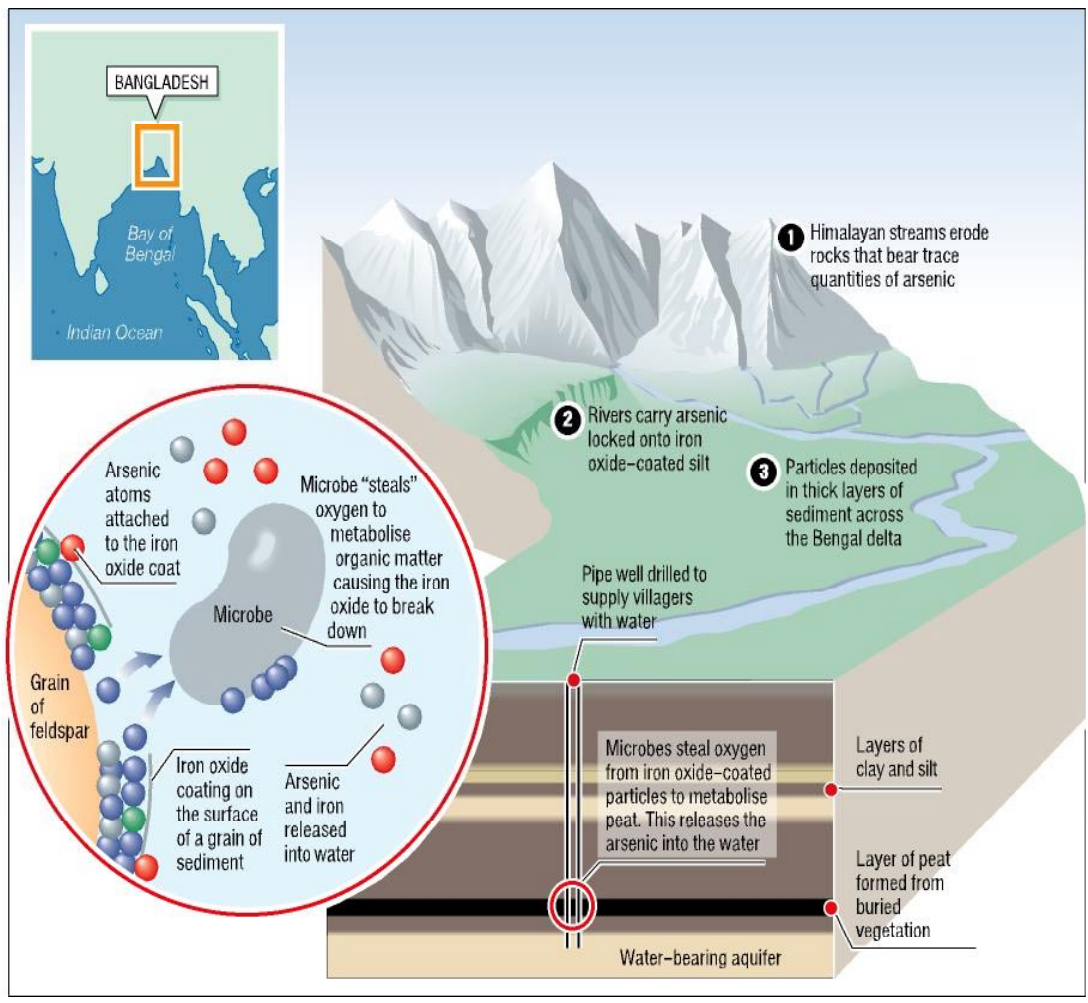 BANGLADESH
Bay of
Bengal
Indian Ocean
1 Himalayan streams erode
rocks that bear trace
quantities of arsenic
2 Rivers carry arsenic
locked onto iron
oxide-coated silt
3 Particles deposited
in thick layers of
sediment across
the Bengal delta
Arsenic
atoms
attached
to the iron
oxide coat
Microbe “steals”
oxygen to
metabolise
organic matter
causing the iron
oxide to break
down
Microbe
Grain
of
feldspar
Iron oxide
coating on
the surface
of a grain of
sediment
Arsenic
and iron
released
into water
Pipe well drilled to
supply villagers
with water
Microbes steal oxygen
from iron oxide-coated
particles to metabolise
peat. This releases the
arsenic into the water
Layers of
clay and silt
Layer of peat
formed from
buried
vegetation
Water-bearing aquifer